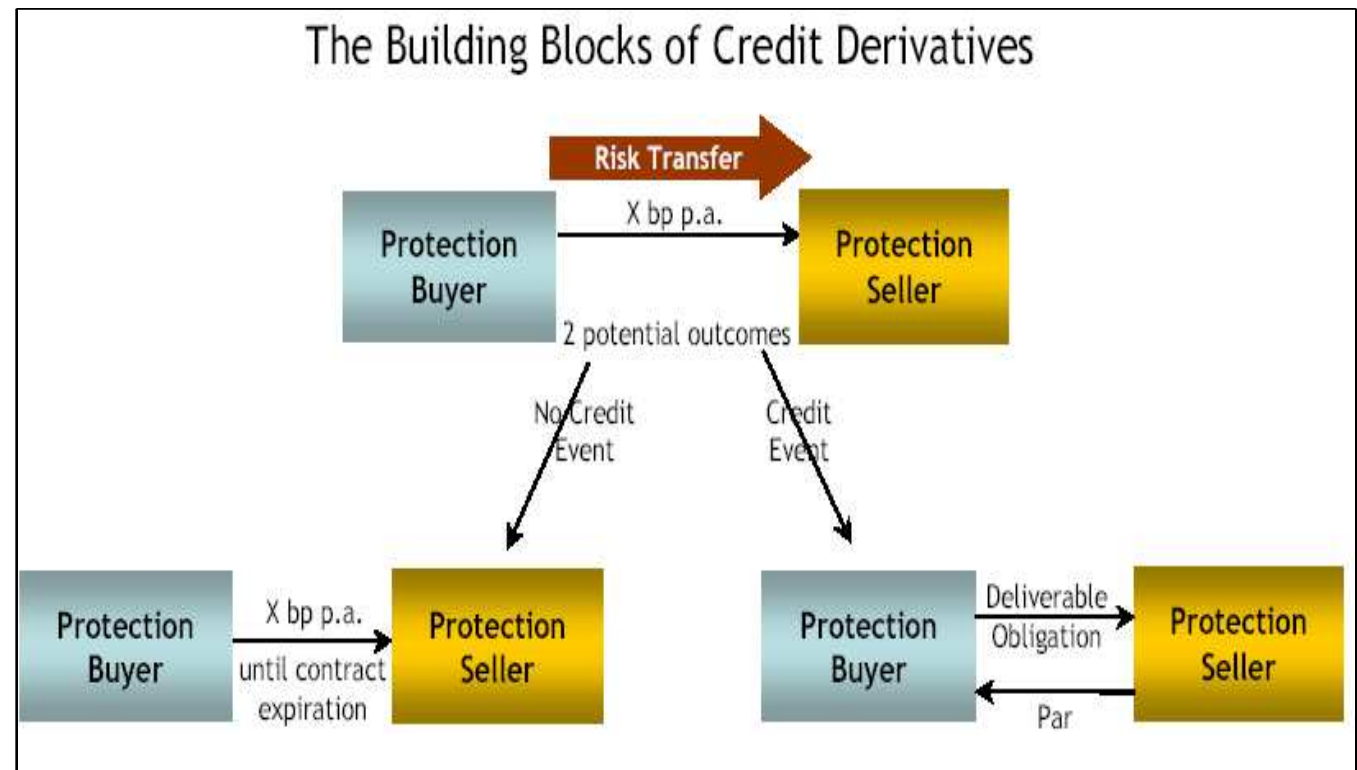 The Building Blocks of Credit Derivatives
Risk Transfer
X bp p.a.
Protection
Buyer
Protection
Seller
2 potential outcomes
No Credit
Event
Credit
Event
Protection
Buyer
X bp p.a.
until contract
expiration
Protection
Seller
Protection
Buyer
Deliverable
Obligation
Par
Protection
Seller